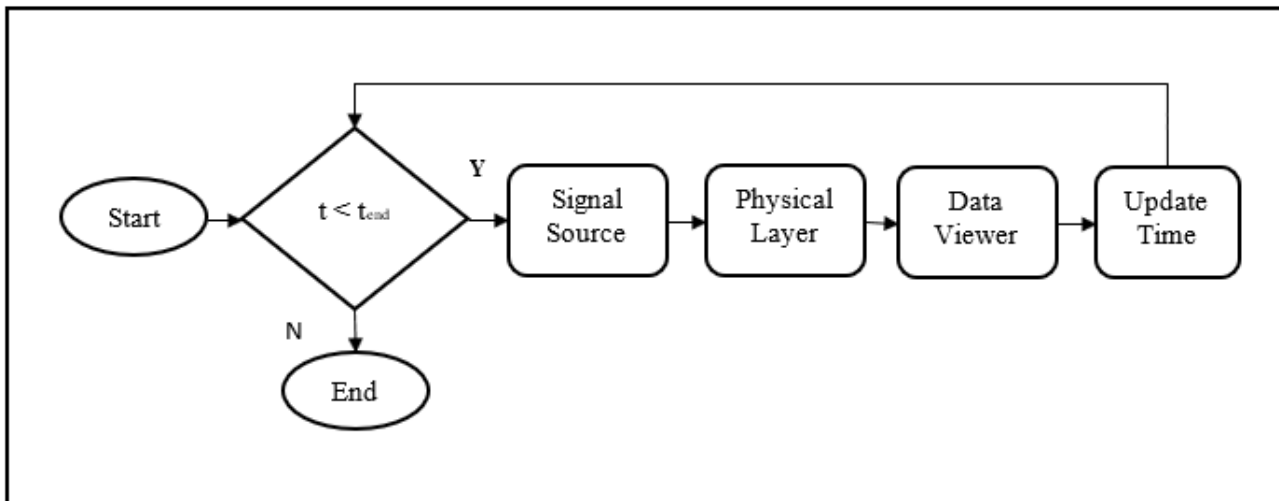 Start
t < tend
Y
Signal
Source
Physical
Layer
Data
Viewer
Update
Time
N
End